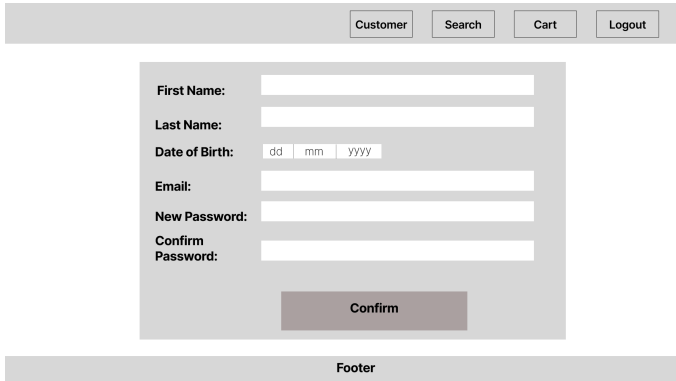 Customer Search Cart Logout
First Name:
Last Name:
Date of Birth: dd mm yyyy
Email:
New Password:
Confirm
Password:
Confirm
Footer